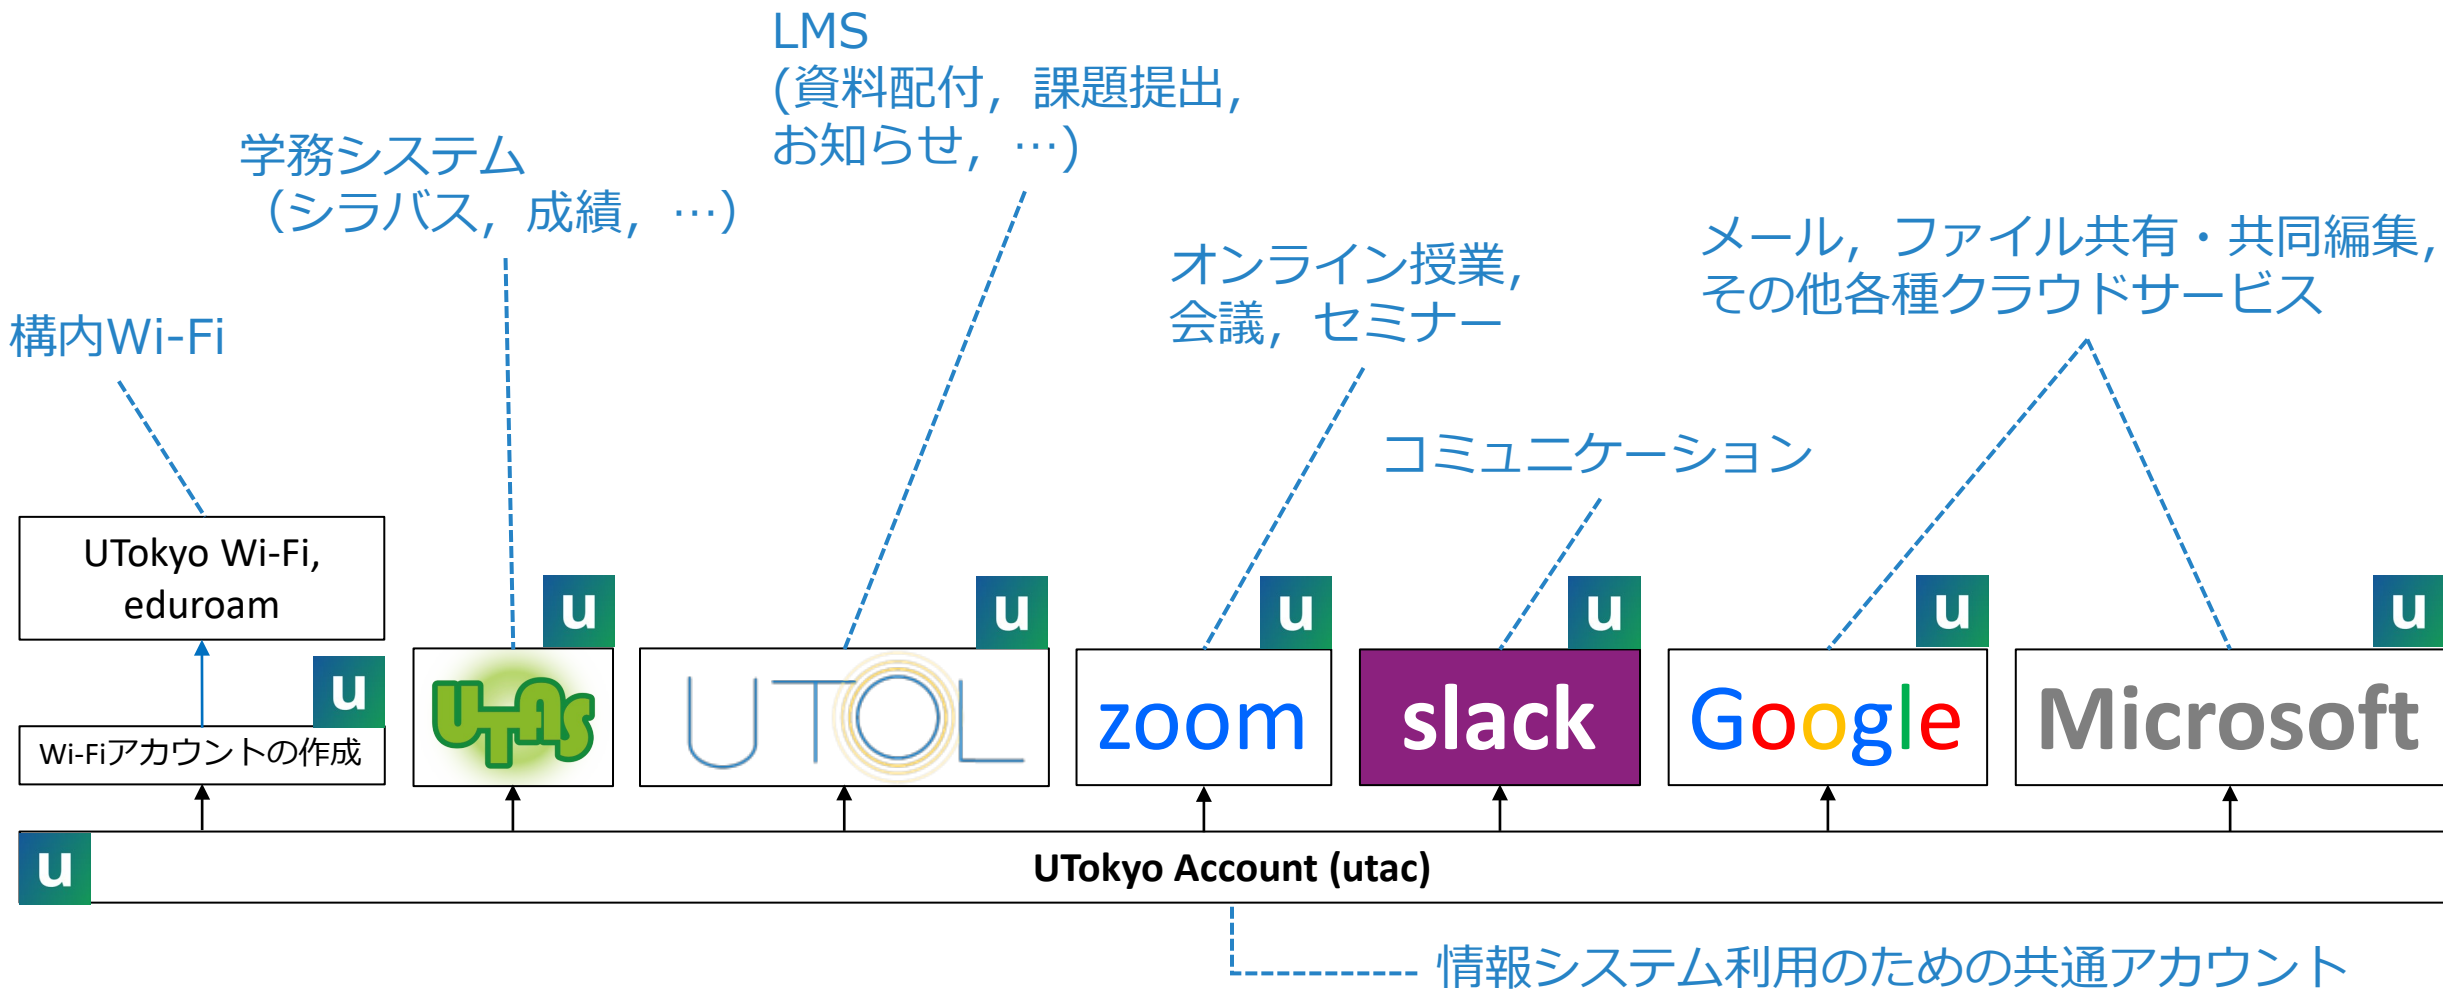 LMS
(資料配付，課題提出，
お知らせ，…)
学務システム
（シラバス，成績，…）
メール，ファイル共有・共同編集，
その他各種クラウドサービス
オンライン授業，
会議，セミナー
構内Wi-Fi
コミュニケーション
UTokyo Wi-Fi,
eduroam
u
u
u
u
u
u
u
Wi-Fiアカウントの作成
UTAS
UTOL
zoom
slack
Google
Microsoft
u
UTokyo Account (utac)
情報システム利用のための共通アカウント